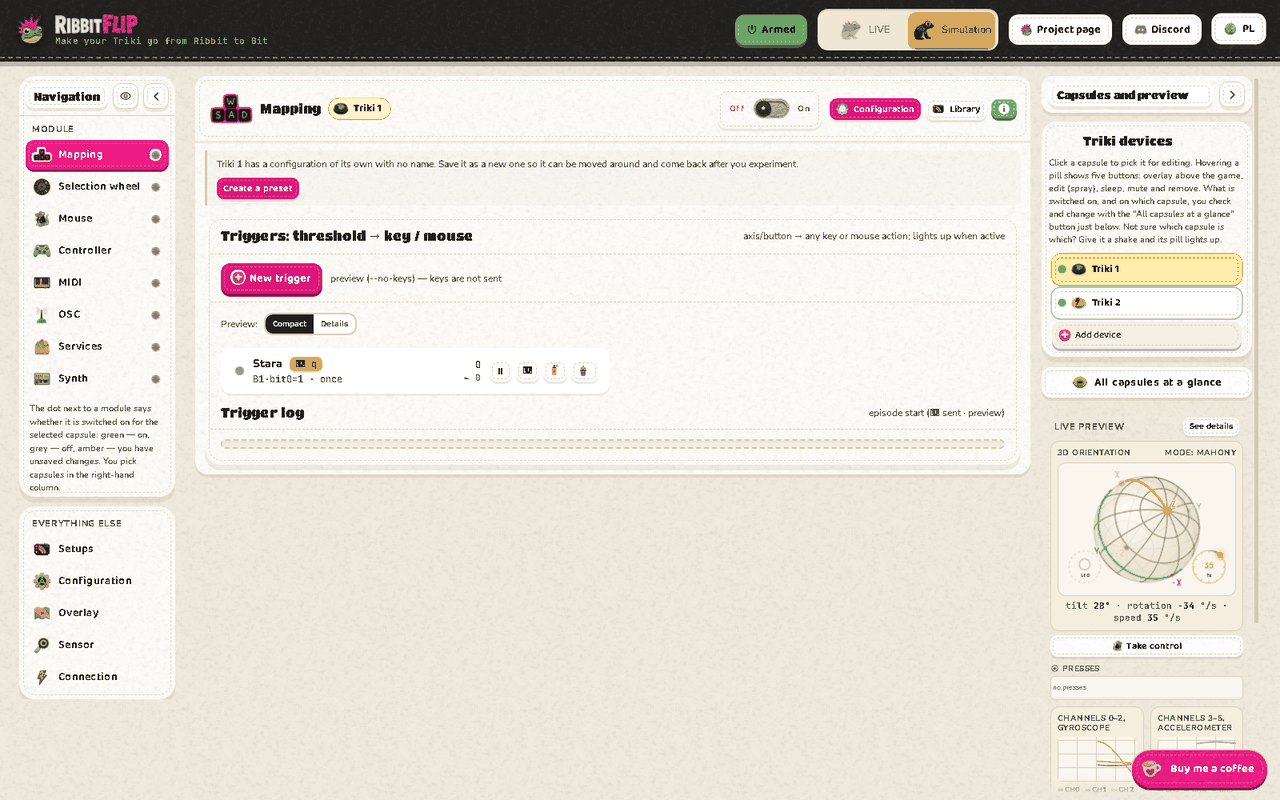 RIBBITFLIP
Make your Triki go from Ribbit to Bit
Armed
LIVE
Simulation
Project page
Discord
PL
Navigation
MODULE
Mapping
Selection wheel
Mouse
Controller
MIDI
OSC
Services
Synth
The dot next to a module says
whether it is switched on for the
selected capsule: green — on,
grey — off, amber — you have
unsaved changes. You pick
capsules in the right-hand
column.
EVERYTHING ELSE
Setups
Configuration
Overlay
Sensor
Connection
W
S A D
Mapping
Triki 1
Off
On
Configuration
Library
Triki 1 has a configuration of its own with no name. Save it as a new one so it can be moved around and come back after you experiment.
Create a preset
Triggers: threshold → key / mouse
axis/button → any key or mouse action; lights up when active
New trigger
preview (--no-keys) — keys are not sent
Preview:
Compact
Details
Stara
q
0
B1·bit0=1 · once
~ 0
Trigger log
episode start ( sent · preview)
Capsules and preview
Triki devices
Click a capsule to pick it for editing. Hovering a
pill shows five buttons: overlay above the game,
edit (spray), sleep, mute and remove. What is
switched on, and on which capsule, you check
and change with the "All capsules at a glance"
button just below. Not sure which capsule is
which? Give it a shake and its pill lights up.
Triki 1
Triki 2
Add device
All capsules at a glance
LIVE PREVIEW
See details
3D ORIENTATION
MODE: MAHONY
X
Y
Y
-X
LED
35
°/s
tilt 28° · rotation -34 °/s ·
speed 35 °/s
Take control
PRESSES
no presses
CHANNELS 0–2,
GYROSCOPE
CHANNELS 3–5,
ACCELEROMETER
CH0
CH1
CH 2
Buy me a coffee